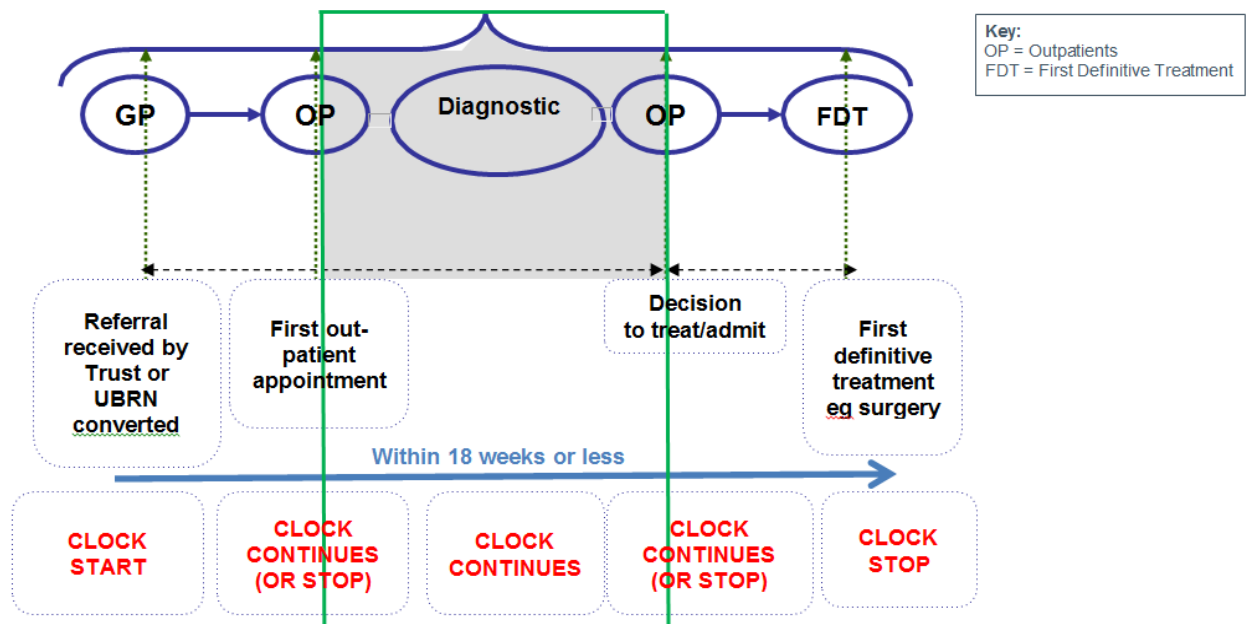 Key:
OP = Outpatients
FDT = First Definitive Treatment
GP
OP
Diagnostic
OP
FDT
Referral
received by
Trust or
UBRN
converted
First out-
patient
appointment
Decision
to treat/admit
First
definitive
treatment
eg surgery
Within 18 weeks or less
CLOCK
START
CLOCK
CONTINUES
(OR STOP)
CLOCK
CONTINUES
CLOCK
CONTINUES
(OR STOP)
CLOCK
STOP